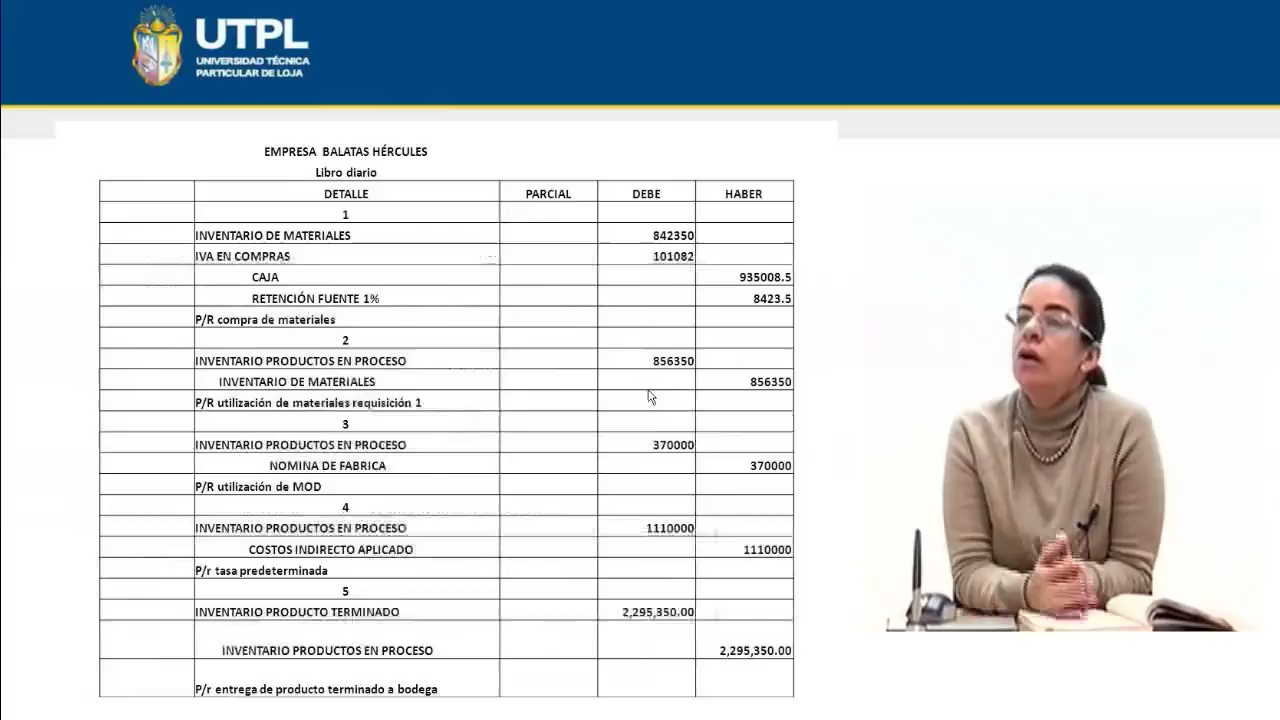 UTPL
UNIVERSIDAD TÉCNICA
PARTICULAR DE LOJA
EMPRESA BALATAS HÉRCULES
Libro diario
DETALLE PARCIAL DEBE HABER
1
INVENTARIO DE MATERIALES 842350
IVA EN COMPRAS 101082
CAJA 935008.5
RETENCIÓN FUENTE 1% 8423.5
P/R compra de materiales
2
INVENTARIO PRODUCTOS EN PROCESO 856350
INVENTARIO DE MATERIALES 856350
P/R utilización de materiales requisición 1
3
INVENTARIO PRODUCTOS EN PROCESO 370000
NOMINA DE FABRICA 370000
P/R utilización de MOD
4
INVENTARIO PRODUCTOS EN PROCESO 1110000
COSTOS INDIRECTO APLICADO 1110000
P/r tasa predeterminada
5
INVENTARIO PRODUCTO TERMINADO 2,295,350.00
INVENTARIO PRODUCTOS EN PROCESO 2,295,350.00
P/r entrega de producto terminado a bodega